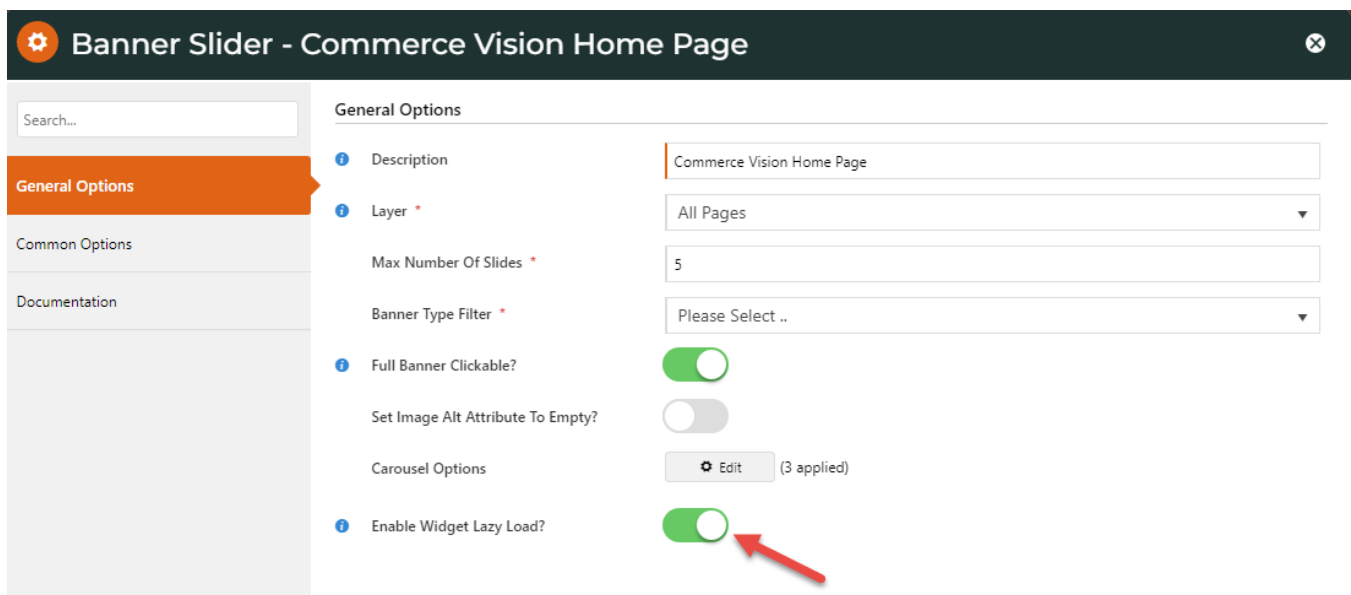 Banner Slider - Commerce Vision Home Page
Search...
General Options
Common Options
Documentation
General Options
Description
Commerce Vision Home Page
Layer *
All Pages
Max Number Of Slides *
5
Banner Type Filter *
Please Select ..
Full Banner Clickable?
Set Image Alt Attribute To Empty?
Carousel Options
Edit (3 applied)
Enable Widget Lazy Load?